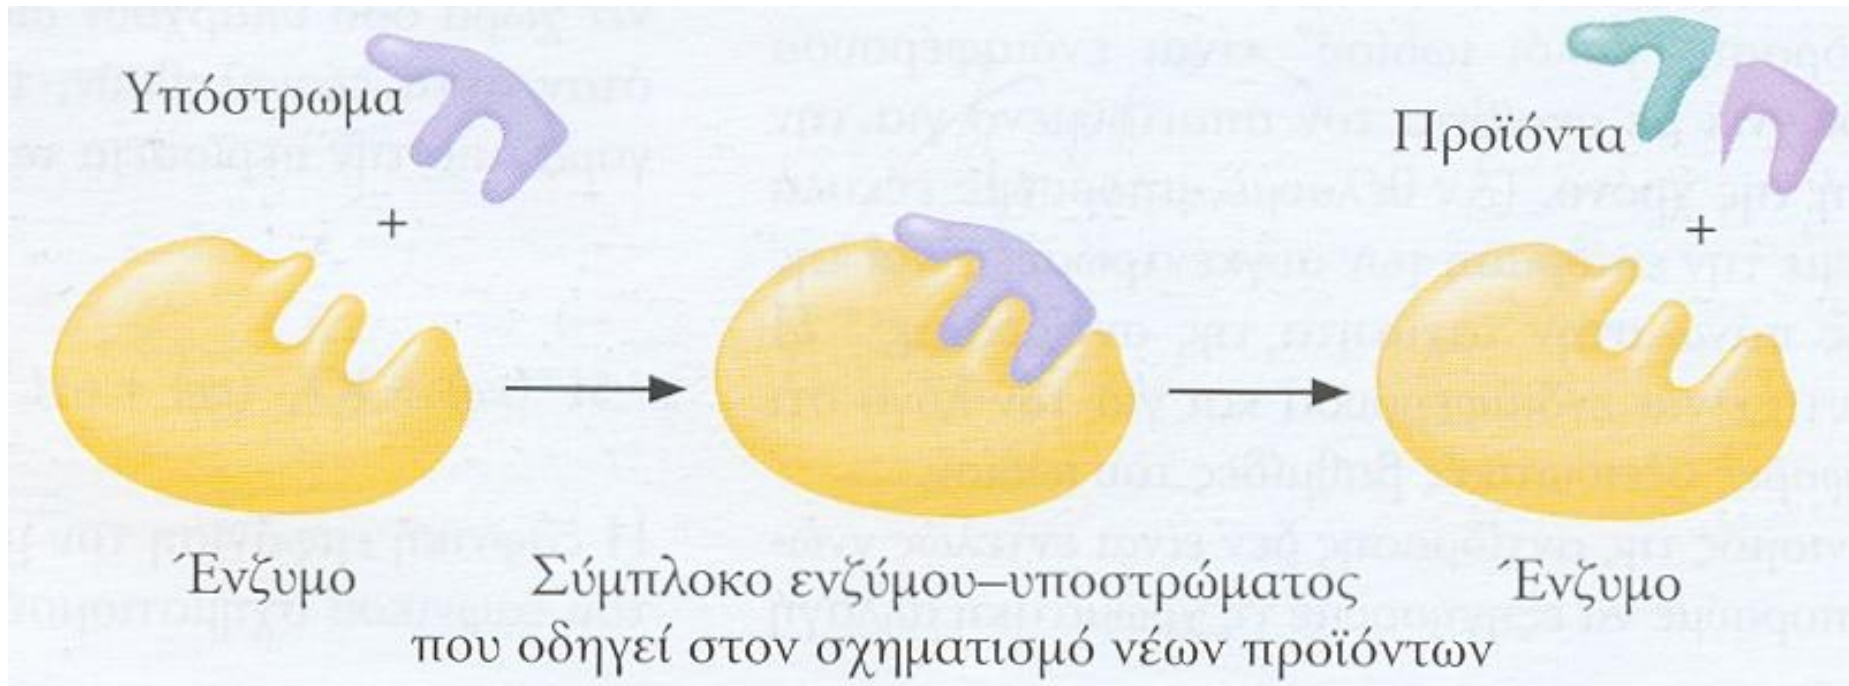 Υπόστρωμα
+
Προϊόντα
+
Ένζυμο
Σύμπλοκο ενζύμου–υποστρώματος
που οδηγεί στον σχηματισμό νέων προϊόντων
Ένζυμο